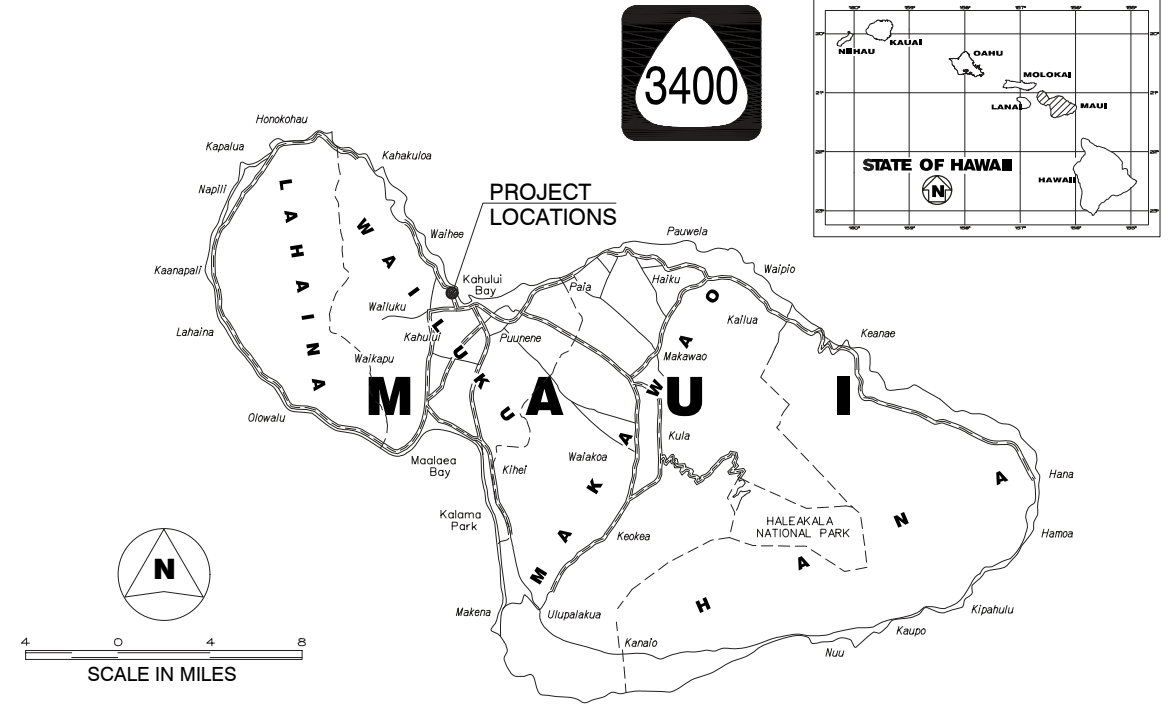 3400
KAUAI
NIIHAU
OAHU
MOLOKAI
LANAI
MAUI
HAWAII
STATE OF HAWAII
N
Honokohau
Kapalua
Kahakuloa
Napili
PROJECT
LOCATIONS
Waihee
Pauwela
Kaanapali
Kahului
Bay
Paia
Haiku
Waipio
Wailuku
Kailua
Lahaina
Kahului
Puunene
Keanae
Waikapu
Makawao
LAHAINA
WAILUKU
MAKAWAO
HANA
MAUI
Olowalu
Kula
Maalaea
Bay
Kihei
Waiakoa
Hana
Kalama
Park
HALEAKALA
NATIONAL PARK
Keokea
Hamoa
Makena
Ulupalakua
Kipahulu
Kaupo
Kanaio
Nuu
N
4 0 4 8
SCALE IN MILES